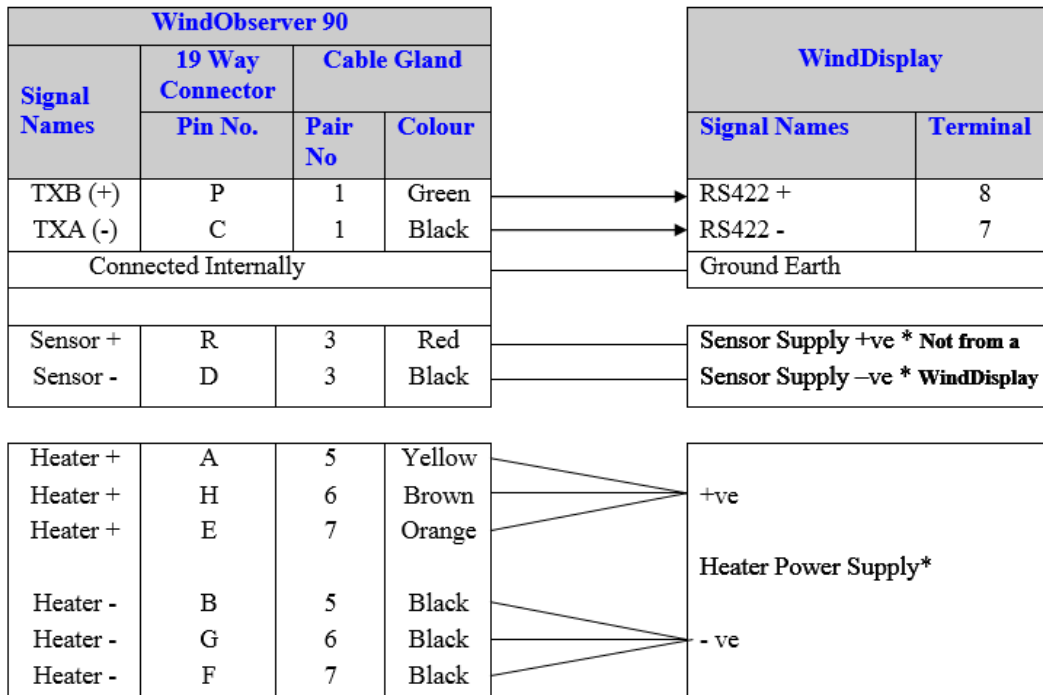 WindObserver 90
WindDisplay
Signal Names
19 Way Connector
Cable Gland
Pin No.
Pair No
Colour
Signal Names
Terminal
TXB (+) P 1 Green RS422 + 8
TXA (-) C 1 Black RS422 - 7
Connected Internally Ground Earth
Sensor + R 3 Red Sensor Supply +ve * Not from a
Sensor - D 3 Black Sensor Supply –ve * WindDisplay
Heater + A 5 Yellow
Heater + H 6 Brown +ve
Heater + E 7 Orange
Heater Power Supply*
Heater - B 5 Black
Heater - G 6 Black - ve
Heater - F 7 Black